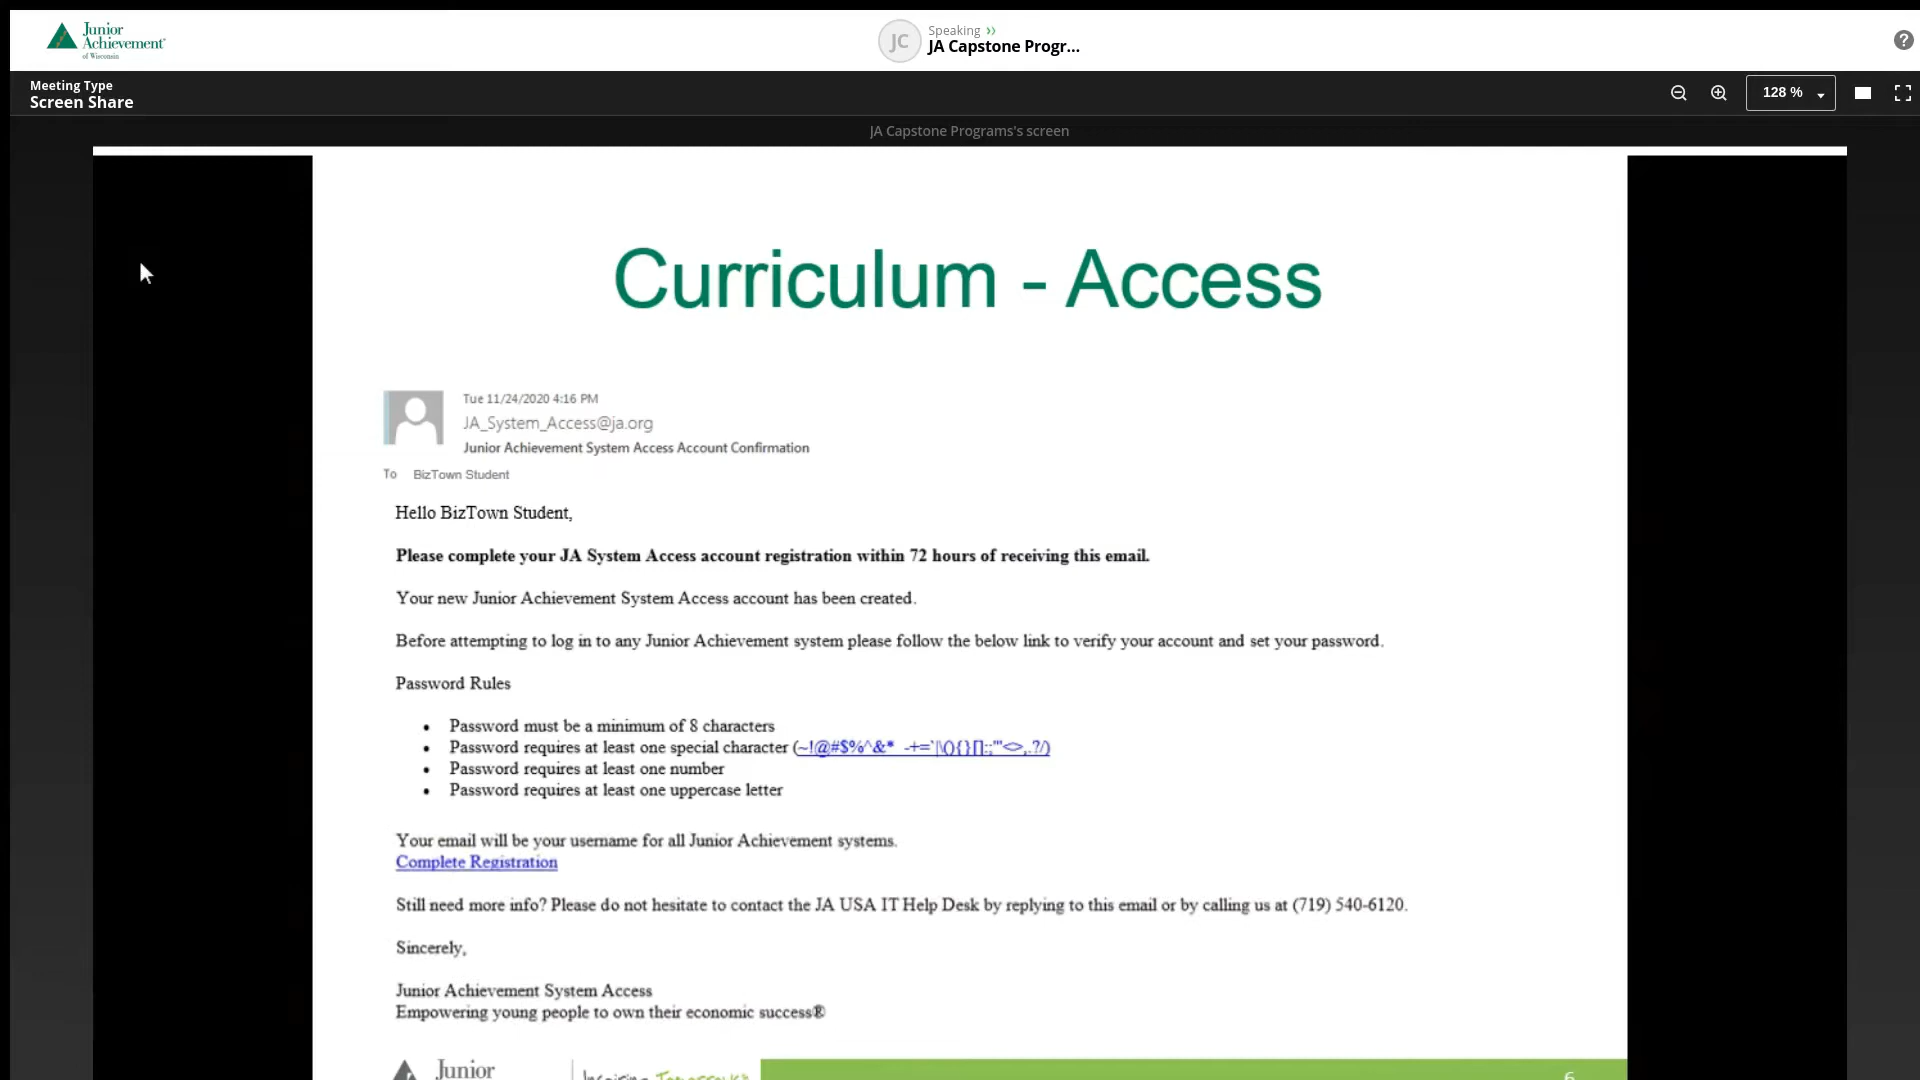 Junior
Achievement
of Wisconsin
JC
Speaking
JA Capstone Progr...
?
Meeting Type
Screen Share
128 %
JA Capstone Programs's screen
Curriculum - Access
Tue 11/24/2020 4:16 PM
JA_System_Access@ja.org
Junior Achievement System Access Account Confirmation
To BizTown Student
Hello BizTown Student,
Please complete your JA System Access account registration within 72 hours of receiving this email.
Your new Junior Achievement System Access account has been created.
Before attempting to log in to any Junior Achievement system please follow the below link to verify your account and set your password.
Password Rules
• Password must be a minimum of 8 characters
• Password requires at least one special character (~!@#$%^&*_-+=`|\(){}[]:;"'<>,.?/)
• Password requires at least one number
• Password requires at least one uppercase letter
Your email will be your username for all Junior Achievement systems.
Complete Registration
Still need more info? Please do not hesitate to contact the JA USA IT Help Desk by replying to this email or by calling us at (719) 540-6120.
Sincerely,
Junior Achievement System Access
Empowering young people to own their economic success®
Junior
Inspiring Tomorrows
6